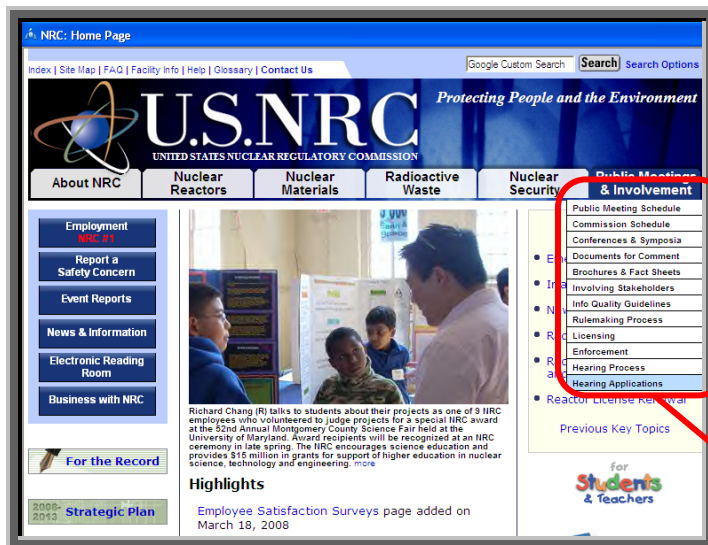 NRC: Home Page
Index | Site Map | FAQ | Facility Info | Help | Glossary | Contact Us
Google Custom Search Search Search Options
Protecting People and the Environment
U.S.NRC
UNITED STATES NUCLEAR REGULATORY COMMISSION
About NRC
Nuclear
Reactors
Nuclear
Materials
Radioactive
Waste
Nuclear
Security
Public Meetings
& Involvement
Public Meeting Schedule
Commission Schedule
Conferences & Symposia
Documents for Comment
Brochures & Fact Sheets
Involving Stakeholders
Info Quality Guidelines
Rulemaking Process
Licensing
Enforcement
Hearing Process
Hearing Applications
Employment
NRC #1
Report a
Safety Concern
Event Reports
News & Information
Electronic Reading
Room
Business with NRC
For the Record
2008-
2013 Strategic Plan
Richard Chang (R) talks to students about their projects as one of 9 NRC
employees who volunteered to judge projects for a special NRC award
at the 52nd Annual Montgomery County Science Fair held at the
University of Maryland. Award recipients will be recognized at an NRC
ceremony in late spring. The NRC encourages science education and
provides $15 million in grants for support of higher education in nuclear
science, technology and engineering. more
Highlights
Employee Satisfaction Surveys page added on
March 18, 2008
Reactor License Renewal
Previous Key Topics
for
Students
& Teachers